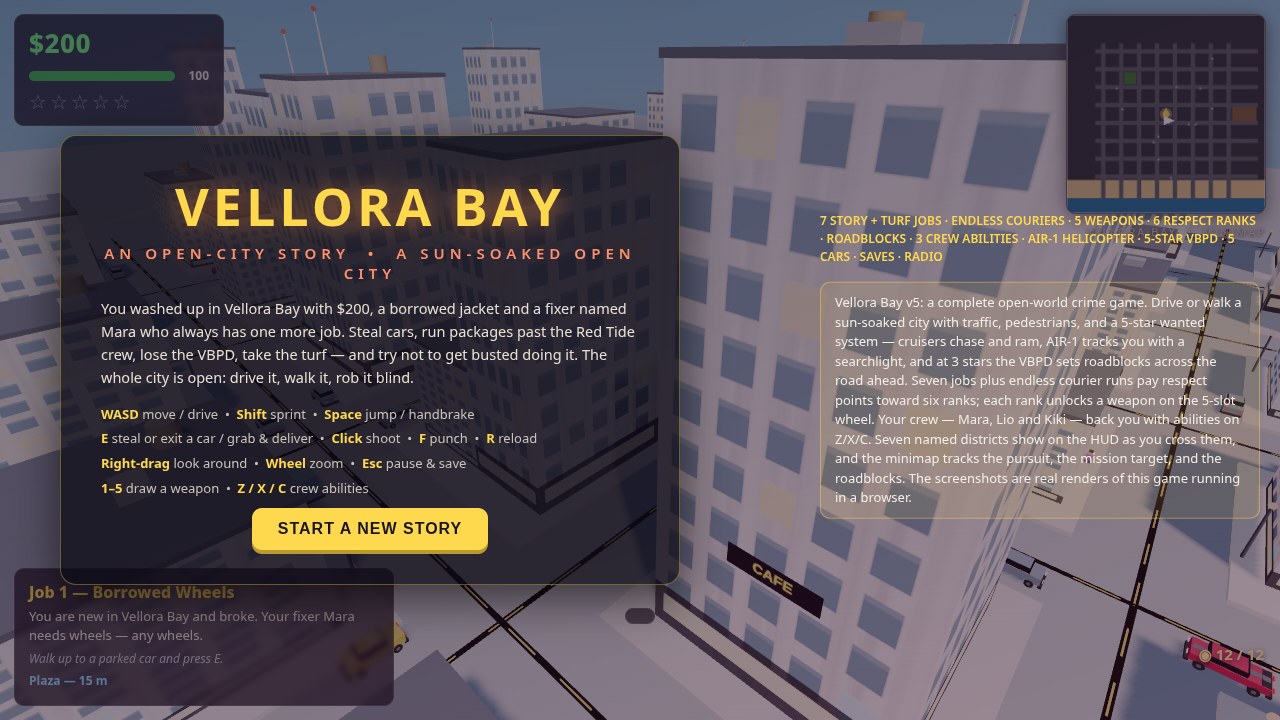 $200
100
VELLORA BAY
AN OPEN-CITY STORY • A SUN-SOAKED OPEN
CITY
You washed up in Vellora Bay with $200, a borrowed jacket and a fixer named
Mara who always has one more job. Steal cars, run packages past the Red Tide
crew, lose the VBPD, take the turf — and try not to get busted doing it. The
whole city is open: drive it, walk it, rob it blind.
WASD move / drive • Shift sprint • Space jump / handbrake
E steal or exit a car / grab & deliver • Click shoot • F punch • R reload
Right-drag look around • Wheel zoom • Esc pause & save
1–5 draw a weapon • Z / X / C crew abilities
START A NEW STORY
Job 1 — Borrowed Wheels
You are new in Vellora Bay and broke. Your fixer Mara
needs wheels — any wheels.
Walk up to a parked car and press E.
Plaza — 15 m
7 STORY + TURF JOBS · ENDLESS COURIERS · 5 WEAPONS · 6 RESPECT RANKS
· ROADBLOCKS · 3 CREW ABILITIES · AIR-1 HELICOPTER · 5-STAR VBPD · 5
CARS · SAVES · RADIO
Vellora Bay v5: a complete open-world crime game. Drive or walk a
sun-soaked city with traffic, pedestrians, and a 5-star wanted
system — cruisers chase and ram, AIR-1 tracks you with a
searchlight, and at 3 stars the VBPD sets roadblocks across the
road ahead. Seven jobs plus endless courier runs pay respect
points toward six ranks; each rank unlocks a weapon on the 5-slot
wheel. Your crew — Mara, Lio and Kiki — back you with abilities on
Z/X/C. Seven named districts show on the HUD as you cross them,
and the minimap tracks the pursuit, the mission target, and the
roadblocks. The screenshots are real renders of this game running
in a browser.
CAFE
12 / 12